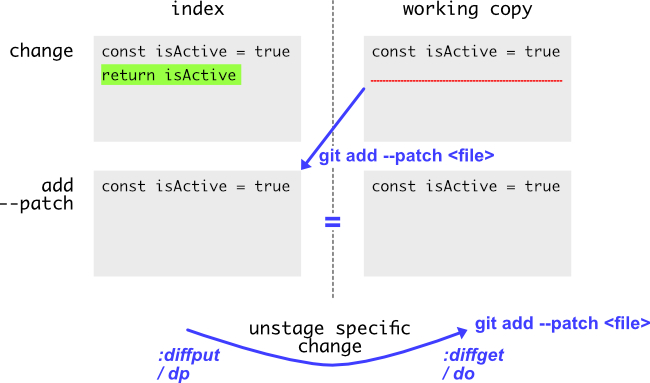 index
working copy
change
const isActive = true
return isActive
const isActive = true
git add --patch <file>
add
--patch
const isActive = true
=
const isActive = true
unstage specific
change
git add --patch <file>
:diffput
/ dp
:diffget
/ do